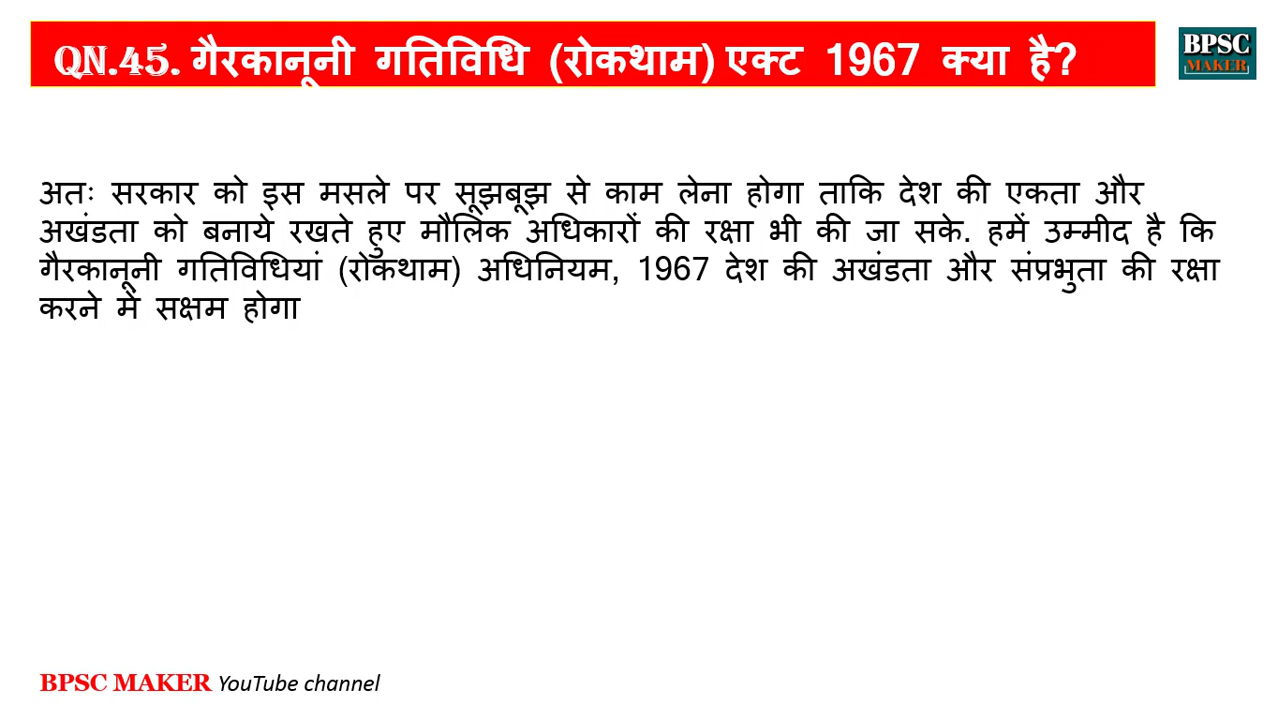 QN.45. गैरकानूनी गतिविधि (रोकथाम) एक्ट 1967 क्या है?
BPSC
MAKER
अतः सरकार को इस मसले पर सूझबूझ से काम लेना होगा ताकि देश की एकता और
अखंडता को बनाये रखते हुए मौलिक अधिकारों की रक्षा भी की जा सके. हमें उम्मीद है कि
गैरकानूनी गतिविधियां (रोकथाम) अधिनियम, 1967 देश की अखंडता और संप्रभुता की रक्षा
करने में सक्षम होगा
BPSC MAKER YouTube channel